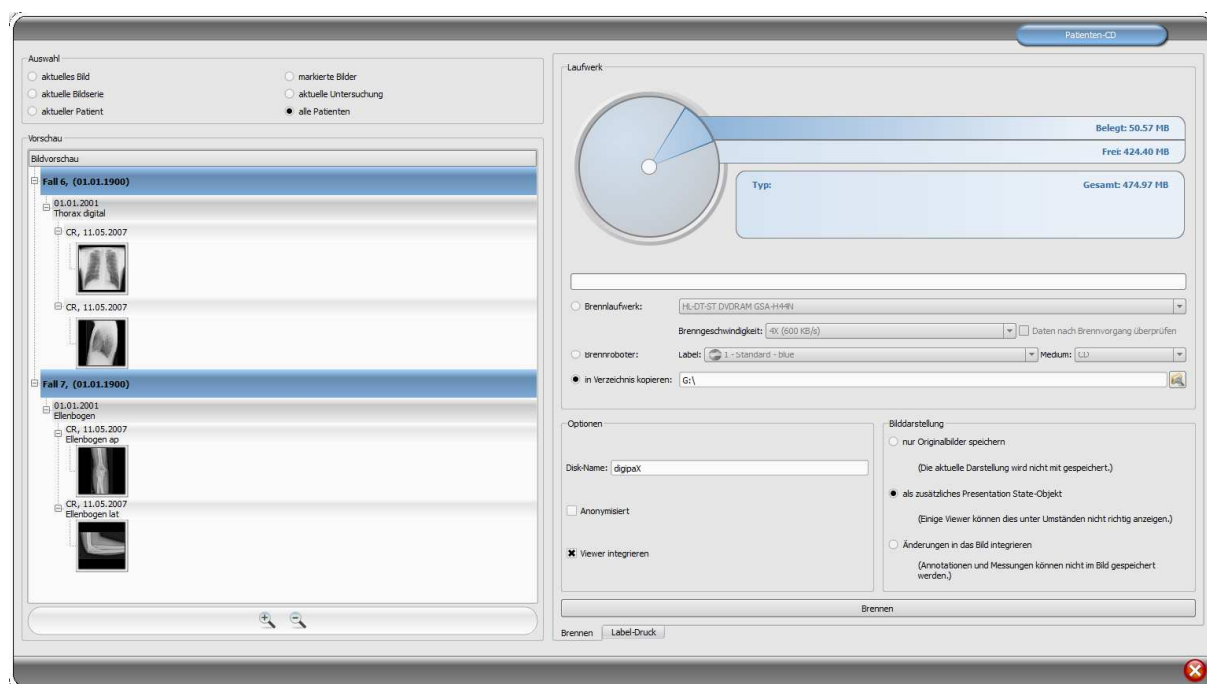 Patienten-CD
Auswahl
aktuelles Bild
markierte Bilder
aktuelle Bildserie
aktuelle Untersuchung
aktueller Patient
alle Patienten
Vorschau
Bildvorschau
Fall 6, (01.01.1900)
01.01.2001
Thorax digital
CR, 11.05.2007
CR, 11.05.2007
Fall 7, (01.01.1900)
01.01.2001
Ellenbogen
CR, 11.05.2007
Ellenbogen ap
CR, 11.05.2007
Ellenbogen lat
Laufwerk
Belegt: 50.57 MB
Frei: 424.40 MB
Typ:
Gesamt: 474.97 MB
Brennlaufwerk:
HL-DT-ST DVDRAM GSA-H44N
Brenngeschwindigkeit:
4X (600 KB/s)
Daten nach Brennvorgang überprüfen
Brennroboter:
Label:
1 - Standard - blue
Medium:
CD
in Verzeichnis kopieren:
G:\
Optionen
Disk-Name:
digipaX
Anonymisiert
Viewer integrieren
Bilddarstellung
nur Originalbilder speichern
(Die aktuelle Darstellung wird nicht mit gespeichert.)
als zusätzliches Presentation State-Objekt
(Einige Viewer können dies unter Umständen nicht richtig anzeigen.)
Änderungen in das Bild integrieren
(Annotationen und Messungen können nicht im Bild gespeichert
werden.)
Brennen
Brennen
Label-Druck